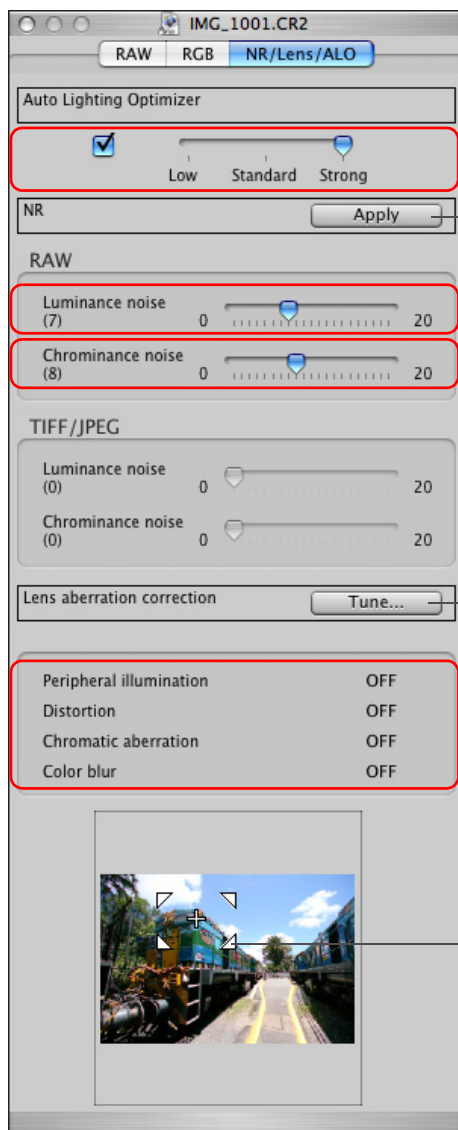 IMG_1001.CR2
RAW RGB NR/Lens/ALO
Auto Lighting Optimizer
Low Standard Strong
NR Apply
RAW
Luminance noise
(7) 0 20
Chrominance noise
(8) 0 20
TIFF/JPEG
Luminance noise
(0) 0 20
Chrominance noise
(0) 0 20
Lens aberration correction Tune...
Peripheral illumination OFF
Distortion OFF
Chromatic aberration OFF
Color blur OFF